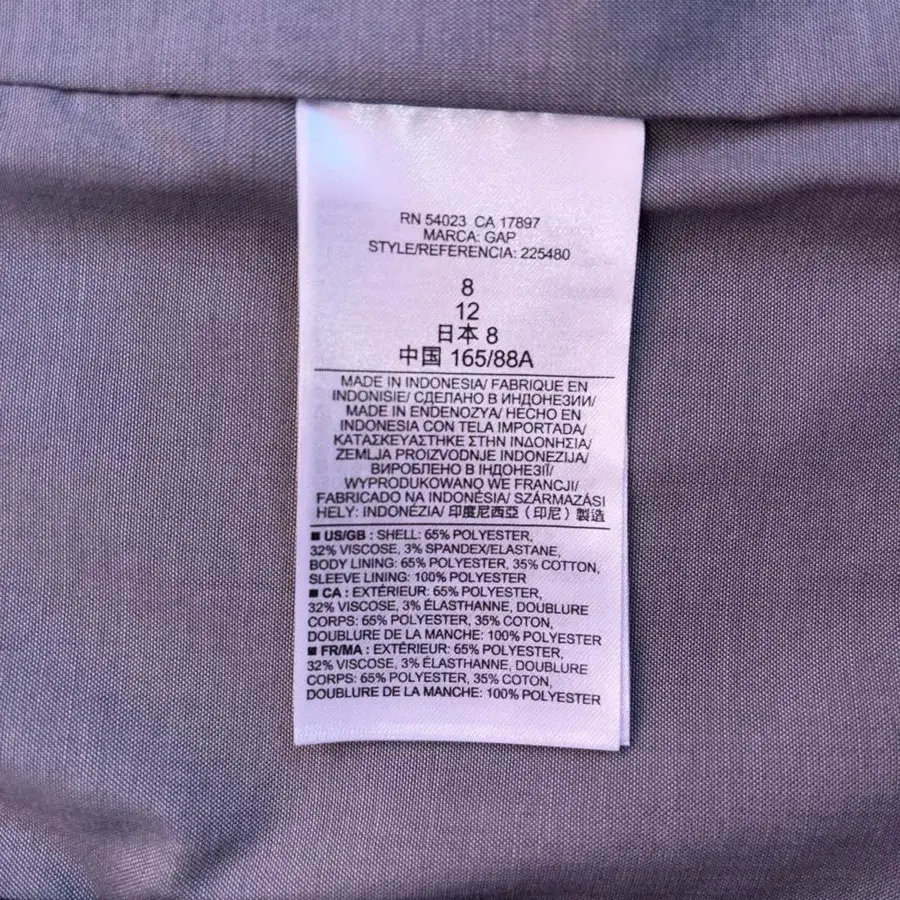 RN 54023 CA 17897
MARCA: GAP
STYLE/REFERENCIA: 225480
8
12
日本 8
中国 165/88A
MADE IN INDONESIA/ FABRIQUE EN
INDONISIE/ СДЕЛАНО В ИНДОНЕЗИИ/
MADE IN ENDENOZYA/ HECHO EN
INDONESIA CON TELA IMPORTADA/
ΚΑΤΑΣΚΕΥΑΣΤΗΚΕ ΣΤΗΝ ΙΝΔΟΝΗΣΙΑ/
ZEMLJA PROIZVODNJE INDONEZIJA/
ВИРОБЛЕНО В ІНДОНЕЗІЇ/
WYPRODUKOWANO WE FRANCJI/
FABRICADO NA INDONÉSIA/ SZÁRMAZÁSI
HELY: INDONÉZIA/ 印度尼西亞（印尼）製造
■ US/GB : SHELL: 65% POLYESTER,
32% VISCOSE, 3% SPANDEX/ELASTANE,
BODY LINING: 65% POLYESTER, 35% COTTON,
SLEEVE LINING: 100% POLYESTER
■ CA : EXTÉRIEUR: 65% POLYESTER,
32% VISCOSE, 3% ÉLASTHANNE, DOUBLURE
CORPS: 65% POLYESTER, 35% COTON,
DOUBLURE DE LA MANCHE: 100% POLYESTER
■ FR/MA : EXTÉRIEUR: 65% POLYESTER,
32% VISCOSE, 3% ÉLASTHANNE, DOUBLURE
CORPS: 65% POLYESTER, 35% COTON,
DOUBLURE DE LA MANCHE: 100% POLYESTER